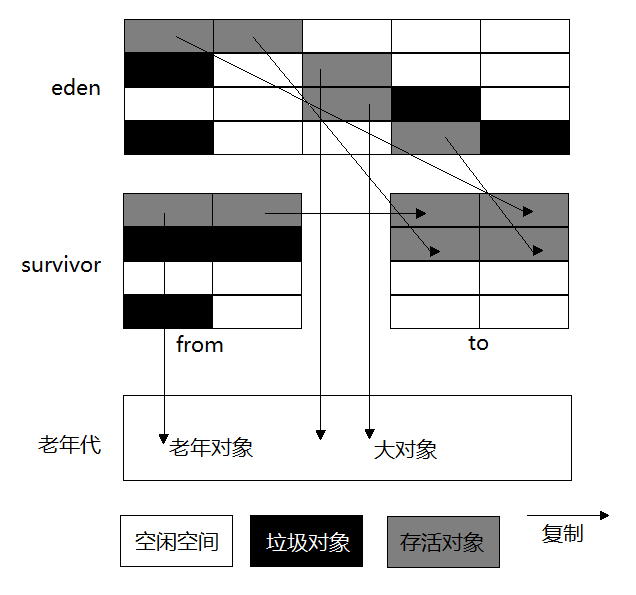 eden
survivor
from
to
老年代
老年对象
大对象
空闲空间
垃圾对象
存活对象
复制